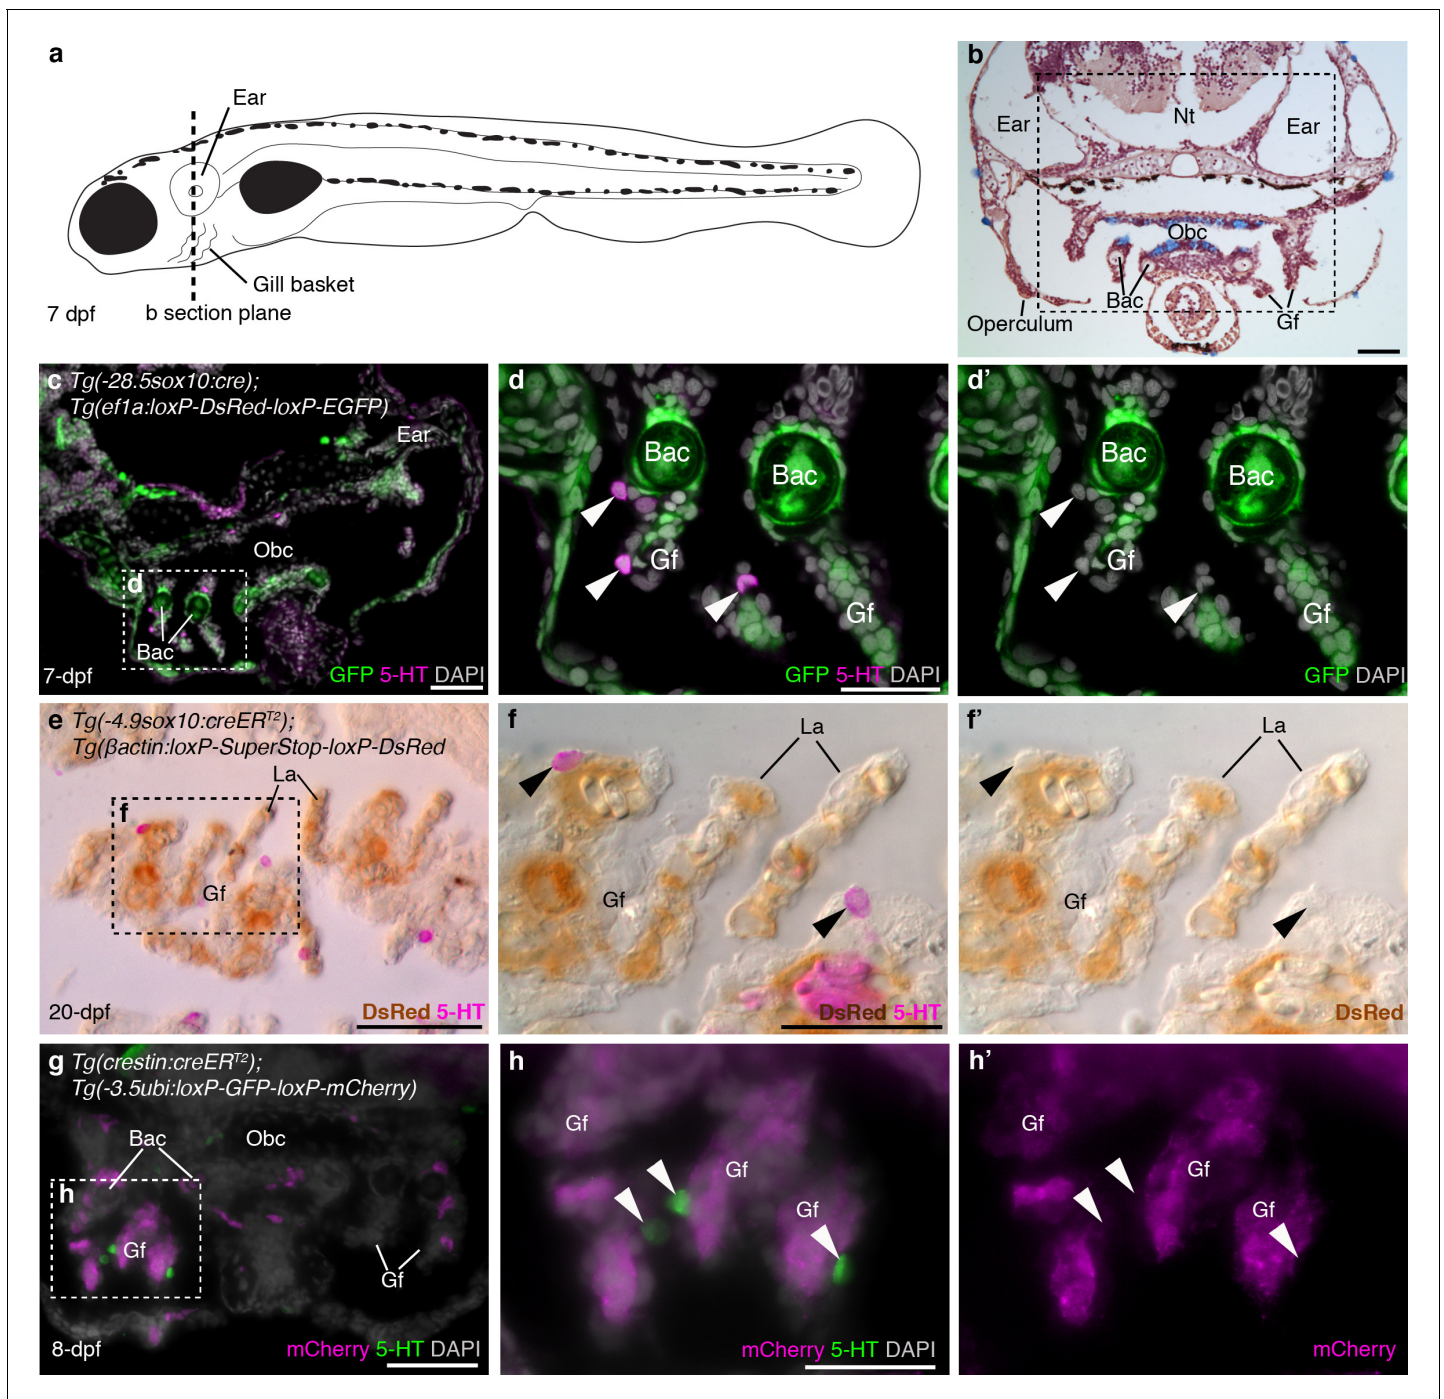 a
Ear
Gill basket
7 dpf
b section plane
b
Nt
Ear
Ear
Obc
Bac
Operculum
Gf
c Tg(-28.5sox10:cre);
Tg(ef1a:loxP-DsRed-loxP-EGFP)
Ear
Obc
d
Bac
7-dpf
GFP 5-HT DAPI
d
Bac
Bac
Gf
Gf
GFP 5-HT DAPI
d’
Bac
Bac
Gf
Gf
GFP DAPI
e Tg(-4.9sox10:creERT2);
Tg(βactin:loxP-SuperStop-loxP-DsRed
La
f
Gf
20-dpf
DsRed 5-HT
f
La
Gf
DsRed 5-HT
f’
La
Gf
DsRed
g Tg(crestin:creERT2);
Tg(-3.5ubi:loxP-GFP-loxP-mCherry)
Bac
Obc
h
Gf
Gf
8-dpf
mCherry 5-HT DAPI
h
Gf
Gf
Gf
mCherry 5-HT DAPI
h’
Gf
Gf
Gf
mCherry